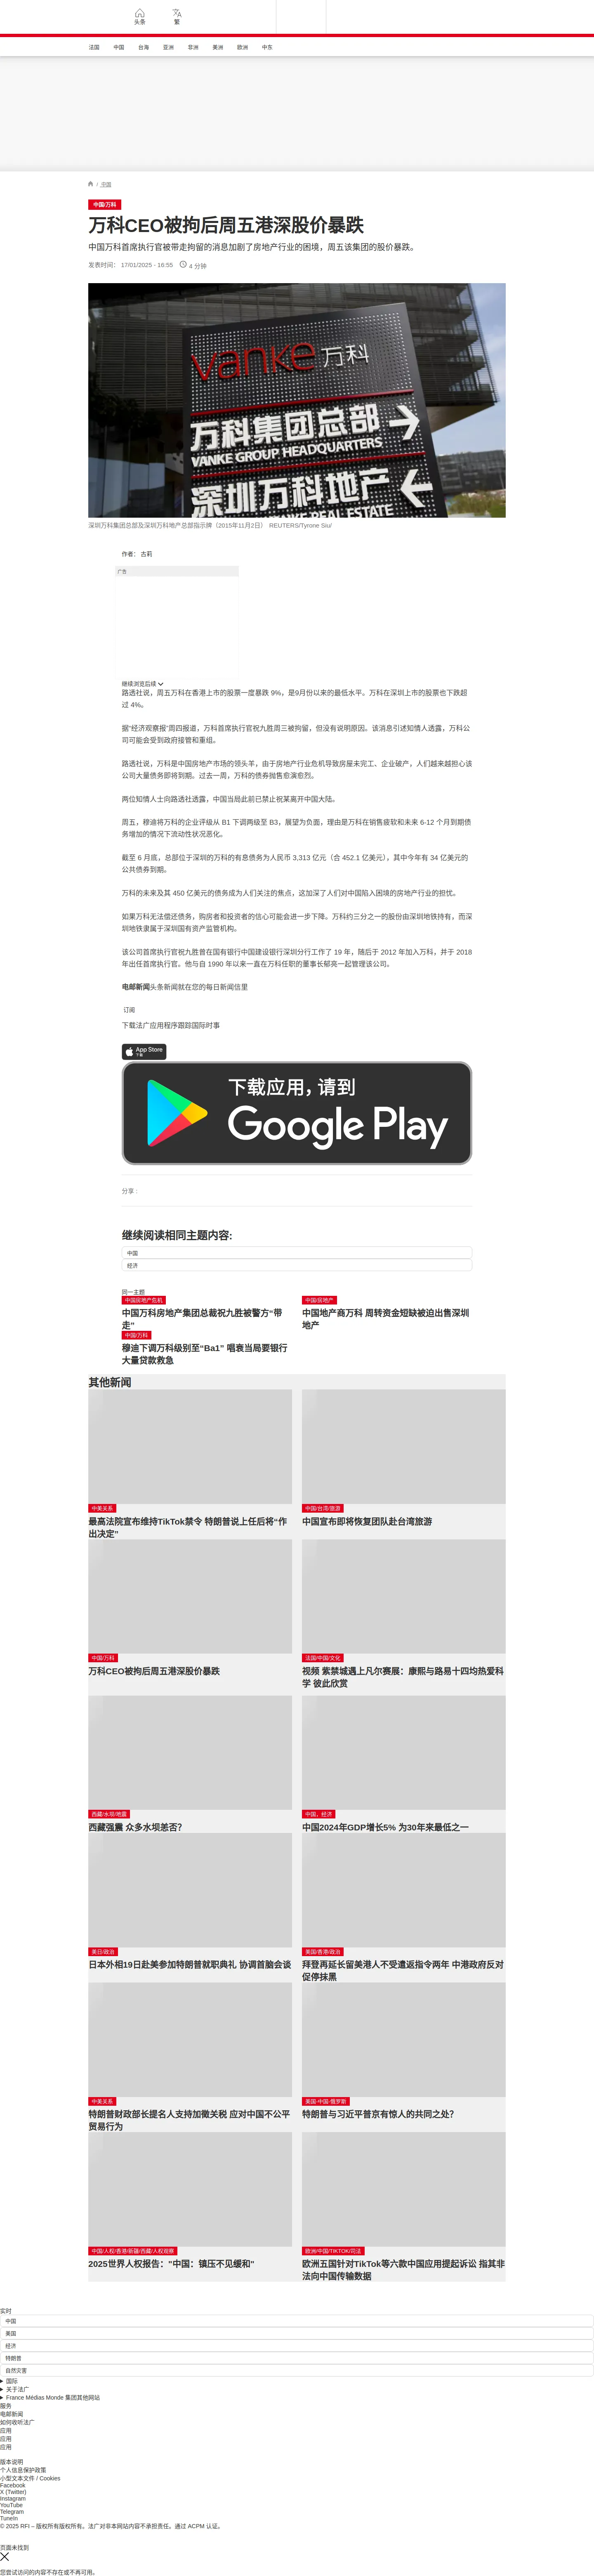 头条
繁
法国
中国
台海
亚洲
非洲
美洲
欧洲
中东
/ 中国
中国/万科
万科CEO被拘后周五港深股价暴跌
中国万科首席执行官被带走拘留的消息加剧了房地产行业的困境，周五该集团的股价暴跌。
发表时间： 17/01/2025 - 16:55
4 分钟
vanke 万科
万科集团总部
VANKE GROUP HEADQUARTERS
深圳万科地产
深圳万科集团总部及深圳万科地产总部指示牌（2015年11月2日） REUTERS/Tyrone Siu/
作者： 古莉
广告
继续浏览后续
路透社说，周五万科在香港上市的股票一度暴跌 9%，是9月份以来的最低水平。万科在深圳上市的股票也下跌超
过 4%。
据“经济观察报”周四报道，万科首席执行官祝九胜周三被拘留，但没有说明原因。该消息引述知情人透露，万科公
司可能会受到政府接管和重组。
路透社说，万科是中国房地产市场的领头羊，由于房地产行业危机导致房屋未完工、企业破产，人们越来越担心该
公司大量债务即将到期。过去一周，万科的债券抛售愈演愈烈。
两位知情人士向路透社透露，中国当局此前已禁止祝某离开中国大陆。
周五，穆迪将万科的企业评级从 B1 下调两级至 B3，展望为负面，理由是万科在销售疲软和未来 6-12 个月到期债
务增加的情况下流动性状况恶化。
截至 6 月底，总部位于深圳的万科的有息债务为人民币 3,313 亿元（合 452.1 亿美元），其中今年有 34 亿美元的
公共债券到期。
万科的未来及其 450 亿美元的债务成为人们关注的焦点，这加深了人们对中国陷入困境的房地产行业的担忧。
如果万科无法偿还债务，购房者和投资者的信心可能会进一步下降。万科约三分之一的股份由深圳地铁持有，而深
圳地铁隶属于深圳国有资产监管机构。
该公司首席执行官祝九胜曾在国有银行中国建设银行深圳分行工作了 19 年，随后于 2012 年加入万科，并于 2018
年出任首席执行官。他与自 1990 年以来一直在万科任职的董事长郁亮一起管理该公司。
电邮新闻头条新闻就在您的每日新闻信里
订阅
下载法广应用程序跟踪国际时事
App Store
下载
下载应用，请到
Google Play
分享 :
继续阅读相同主题内容:
中国
经济
同一主题
中国房地产危机
中国万科房地产集团总裁祝九胜被警方“带
走”
中国/房地产
中国地产商万科 周转资金短缺被迫出售深圳
地产
中国/万科
穆迪下调万科级别至“Ba1” 唱衰当局要银行
大量贷款救急
其他新闻
中美关系
最高法院宣布维持TikTok禁令 特朗普说上任后将"作
出决定"
中国/台湾/旅游
中国宣布即将恢复团队赴台湾旅游
中国/万科
万科CEO被拘后周五港深股价暴跌
法国/中国/文化
视频 紫禁城遇上凡尔赛展：康熙与路易十四均热爱科
学 彼此欣赏
西藏/水坝/地震
西藏强震 众多水坝恙否？
中国，经济
中国2024年GDP增长5% 为30年来最低之一
美日/政治
日本外相19日赴美参加特朗普就职典礼 协调首脑会谈
美国/香港/政治
拜登再延长留美港人不受遣返指令两年 中港政府反对
促停抹黑
中美关系
特朗普财政部长提名人支持加徵关税 应对中国不公平
贸易行为
美国-中国-俄罗斯
特朗普与习近平普京有惊人的共同之处？
中国/人权/香港/新疆/西藏/人权观察
2025世界人权报告："中国：镇压不见缓和"
欧洲/中国/TIKTOK/司法
欧洲五国针对TikTok等六款中国应用提起诉讼 指其非
法向中国传输数据
实时
中国
美国
经济
特朗普
自然灾害
国际
关于法广
France Médias Monde 集团其他网站
服务
电邮新闻
如何收听法广
应用
应用
应用
版本说明
个人信息保护政策
小型文本文件 / Cookies
Facebook
X (Twitter)
Instagram
YouTube
Telegram
TuneIn
© 2025 RFI – 版权所有版权所有。法广对非本网站内容不承担责任。通过 ACPM 认证。
页面未找到
您尝试访问的内容不存在或不再可用。